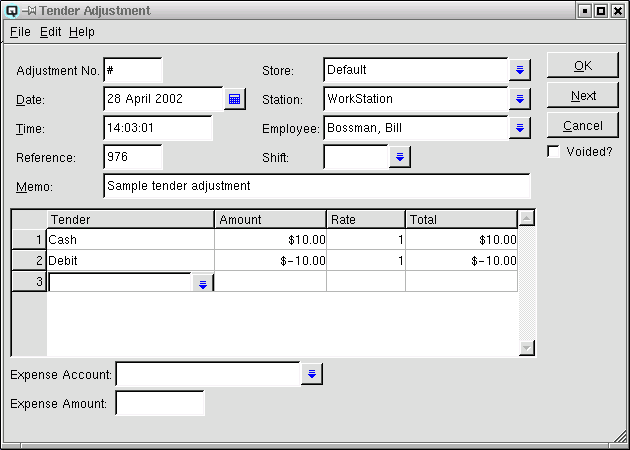 Tender Adjustment
File Edit Help
Adjustment No. # Store: Default OK
Date: 28 April 2002 Station: WorkStation Next
Time: 14:03:01 Employee: Bossman, Bill Cancel
Reference: 976 Shift: Voided?
Memo: Sample tender adjustment
Tender Amount Rate Total
1 Cash $10.00 1 $10.00
2 Debit $-10.00 1 $-10.00
3
Expense Account:
Expense Amount: